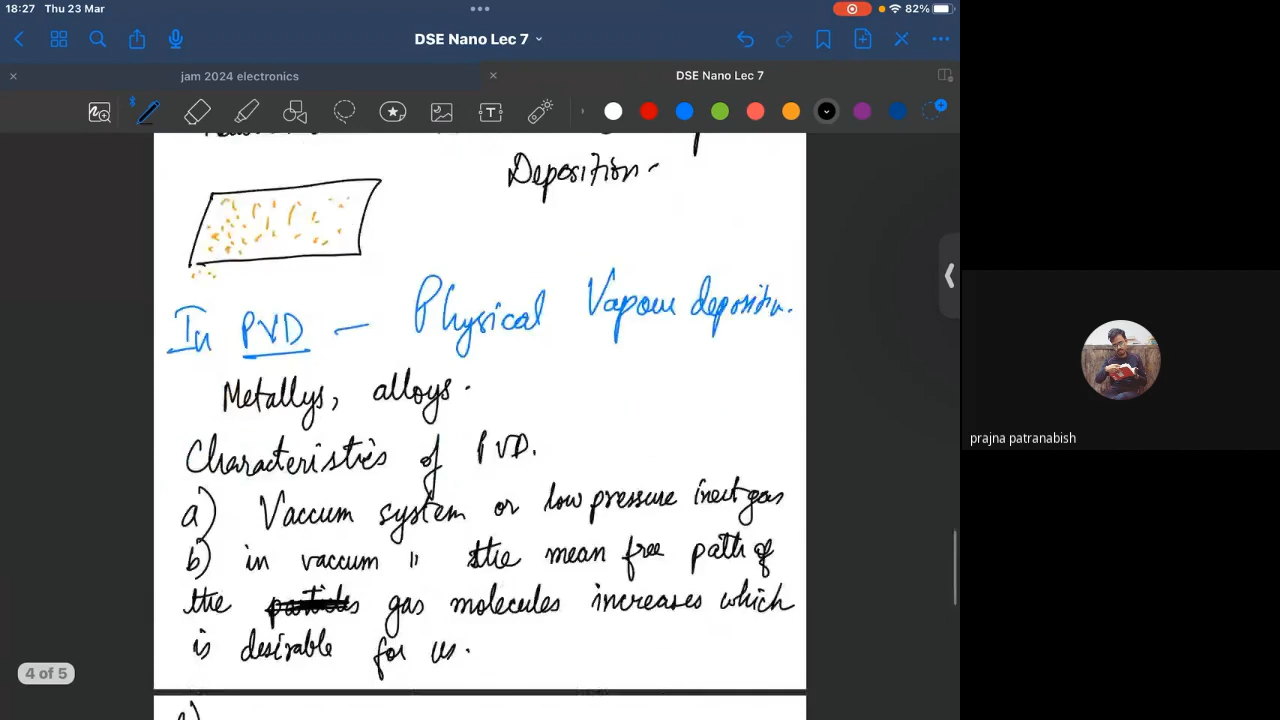 18:27 Thu 23 Mar
82%
DSE Nano Lec 7
jam 2024 electronics
DSE Nano Lec 7
Deposition
In PVD - Physical Vapour deposition.
Metallys, alloys.
Characteristics of PVD.
a) Vaccum system or low pressure inert gas
b) in vaccum " the mean free path of
the gas molecules increases which
is desirable for us.
4 of 5
prajna patranabish